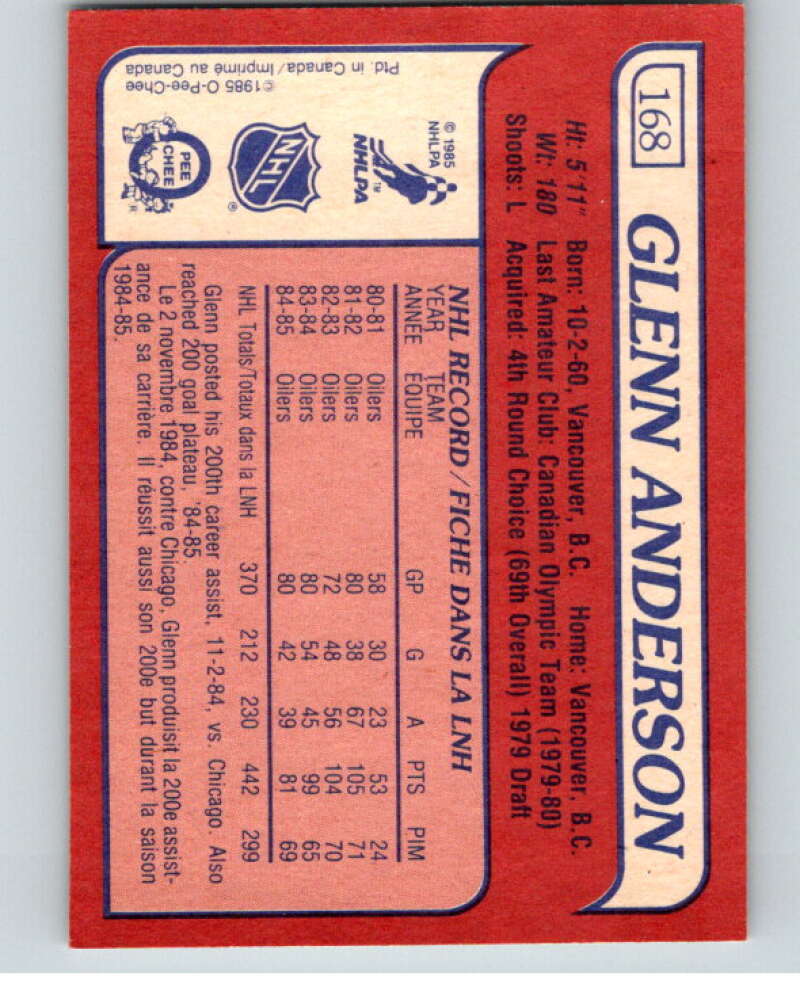 168
GLENN ANDERSON
Ht: 5'11" Born: 10-2-60, Vancouver, B.C. Home: Vancouver, B.C.
Wt: 180 Last Amateur Club: Canadian Olympic Team (1979-80)
Shoots: L Acquired: 4th Round Choice (69th Overall) 1979 Draft
© 1985
NHLPA
NHLPA™
NHL®
O PEE CHEE
R
©1985 O-Pee-Chee
Ptd. in Canada/Imprimé au Canada
NHL RECORD/FICHE DANS LA LNH
YEAR TEAM
ANNÉE ÉQUIPE GP G A PTS PIM
80-81 Oilers 58 30 23 53 24
81-82 Oilers 80 38 67 105 71
82-83 Oilers 72 48 56 104 70
83-84 Oilers 80 54 45 99 65
84-85 Oilers 80 42 39 81 69
NHL Totals/Totaux dans la LNH 370 212 230 442 299
Glenn posted his 200th career assist, 11-2-84, vs. Chicago. Also
reached 200 goal plateau, '84-85.
Le 2 novembre 1984, contre Chicago, Glenn produisit la 200e assist-
ance de sa carrière. Il réussit aussi son 200e but durant la saison
1984-85.